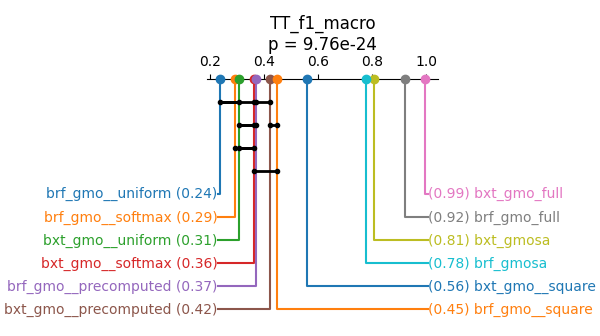 TT_f1_macro
p = 9.76e-24
0.2 0.4 0.6 0.8 1.0
brf_gmo__uniform (0.24) (0.99) bxt_gmo_full
brf_gmo__softmax (0.29) (0.92) brf_gmo_full
bxt_gmo__uniform (0.31) (0.81) bxt_gmosa
bxt_gmo__softmax (0.36) (0.78) brf_gmosa
brf_gmo__precomputed (0.37) (0.56) bxt_gmo__square
bxt_gmo__precomputed (0.42) (0.45) brf_gmo__square